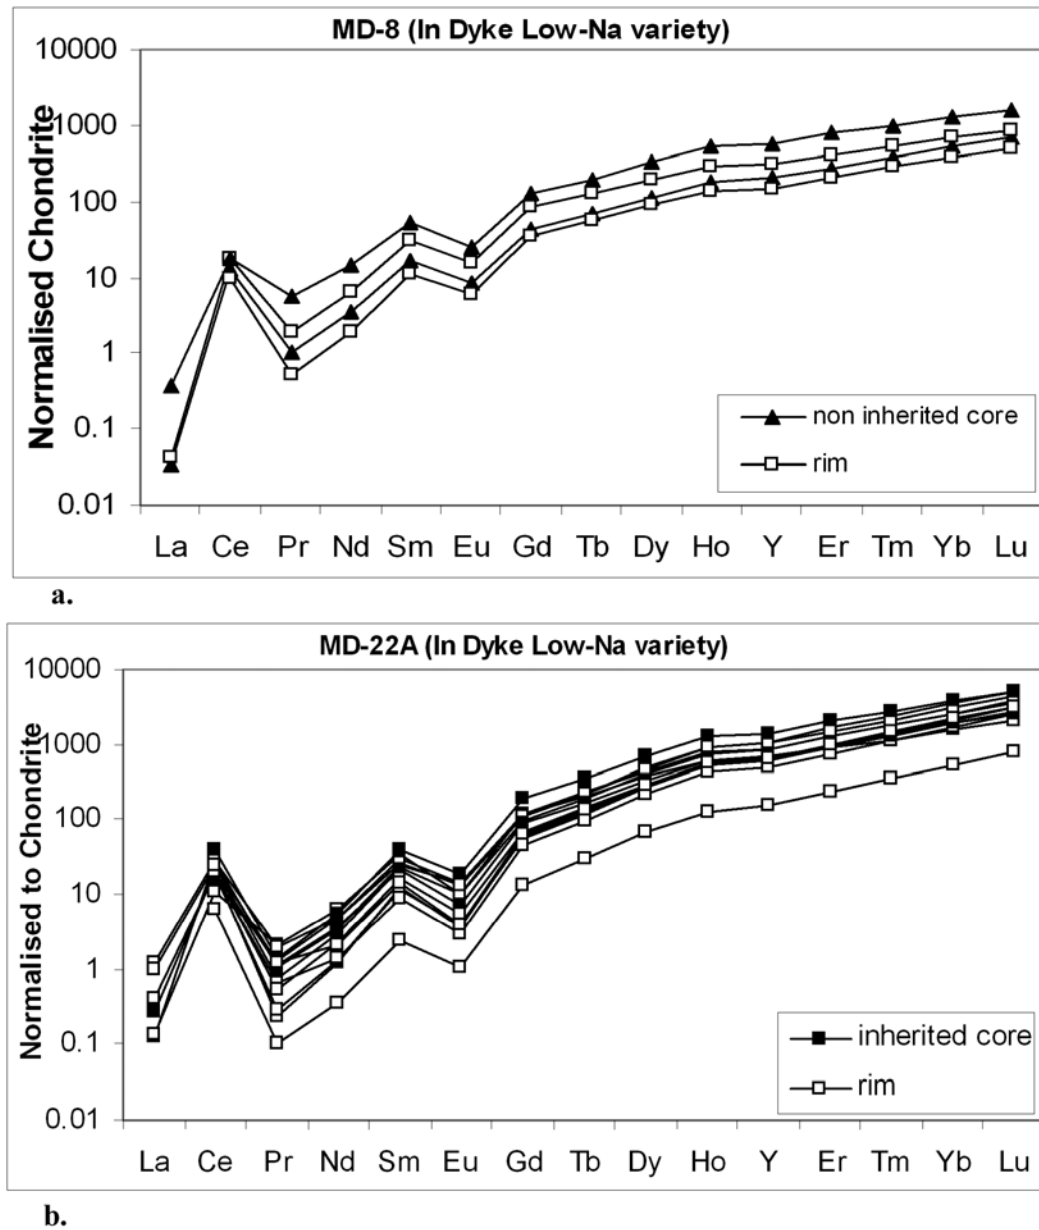 MD-8 (In Dyke Low-Na variety)
Normalised Chondrite
10000
1000
100
10
1
0.1
0.01
non inherited core
rim
La Ce Pr Nd Sm Eu Gd Tb Dy Ho Y Er Tm Yb Lu
a.
MD-22A (In Dyke Low-Na variety)
Normalised to Chondrite
10000
1000
100
10
1
0.1
0.01
inherited core
rim
La Ce Pr Nd Sm Eu Gd Tb Dy Ho Y Er Tm Yb Lu
b.